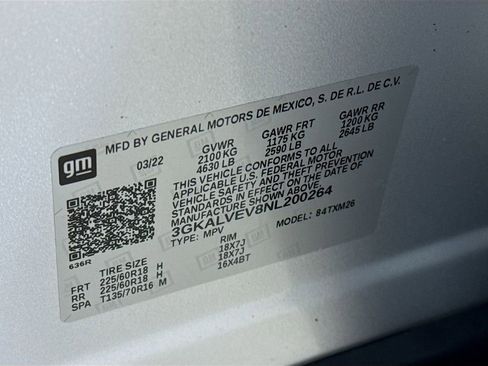 gm
MFD BY GENERAL MOTORS DE MEXICO, S. DE R.L. DE C.V.
03/22 GVWR GAWR FRT GAWR RR
2100 KG 1175 KG 1200 KG
4630 LB 2590 LB 2645 LB
THIS VEHICLE CONFORMS TO ALL
APPLICABLE U.S. FEDERAL MOTOR
VEHICLE SAFETY AND THEFT PREVENTION
STANDARDS IN EFFECT ON THE DATE OF
MANUFACTURE SHOWN ABOVE.
3GKALVEV8NL200264
TYPE: MPV MODEL: 84TXM26
636R
TIRE SIZE RIM
FRT 225/60R18 H 18X7J
RR 225/60R18 H 18X7J
SPA T135/70R16 M 16X4BT